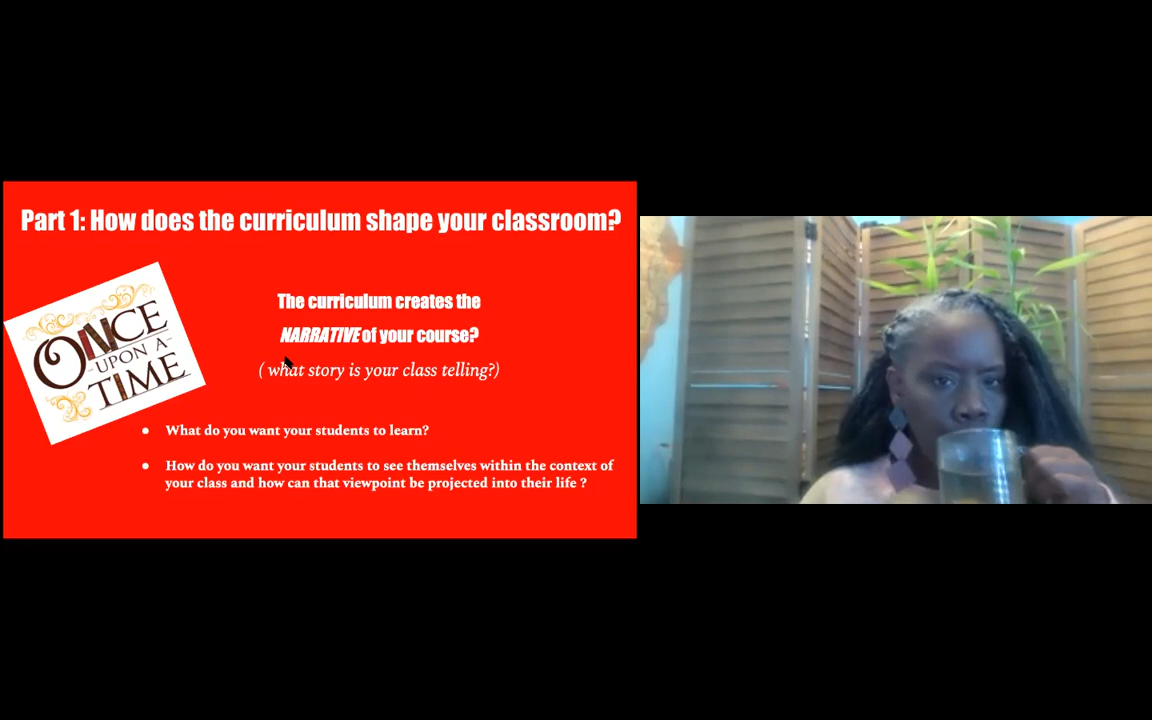 Part 1: How does the curriculum shape your classroom?
ONCE
-UPON A-
TIME
The curriculum creates the
NARRATIVE of your course?
( what story is your class telling?)
● What do you want your students to learn?
● How do you want your students to see themselves within the context of
your class and how can that viewpoint be projected into their life ?